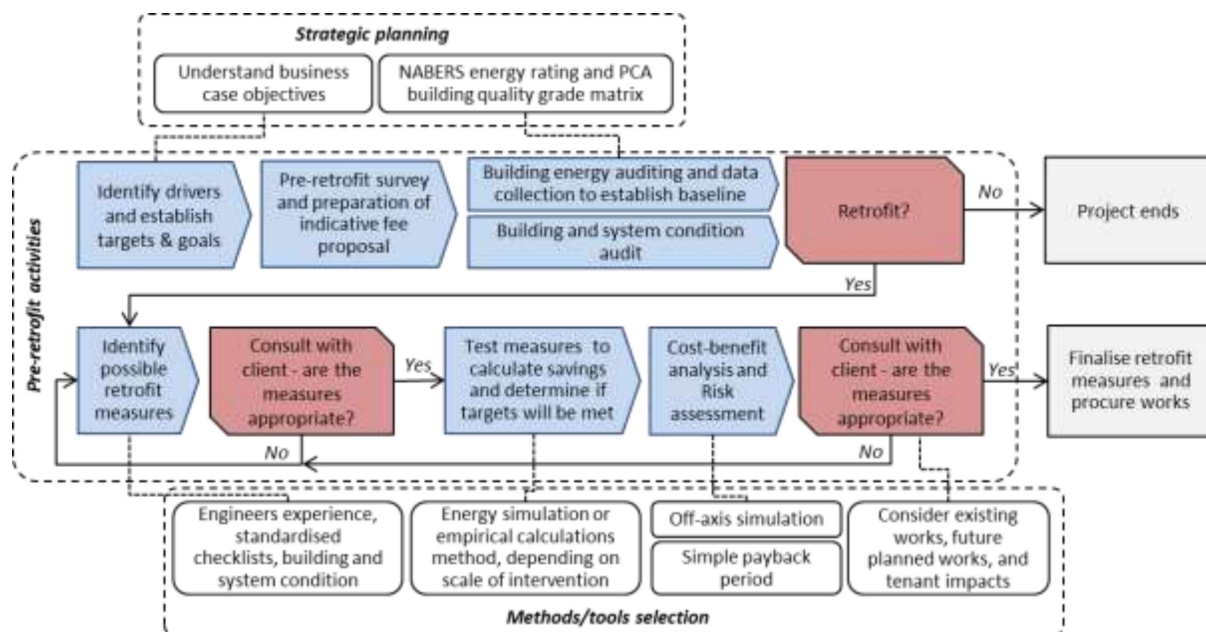 Strategic planning
Understand business
case objectives
NABERS energy rating and PCA
building quality grade matrix
Pre-retrofit activities
Identify drivers
and establish
targets & goals
Pre-retrofit survey
and preparation of
indicative fee
proposal
Building energy auditing and data
collection to establish baseline
Building and system condition
audit
Retrofit?
No
Project ends
Yes
Identify
possible
retrofit
measures
Consult with
client - are the
measures
appropriate?
Yes
Test measures to
calculate savings
and determine if
targets will be met
Cost-benefit
analysis and
Risk
assessment
Consult with
client - are the
measures
appropriate?
Yes
Finalise retrofit
measures and
procure works
No
No
Engineers experience,
standardised
checklists, building and
system condition
Energy simulation or
empirical calculations
method, depending on
scale of intervention
Off-axis simulation
Simple payback
period
Consider existing
works, future
planned works, and
tenant impacts
Methods/tools selection